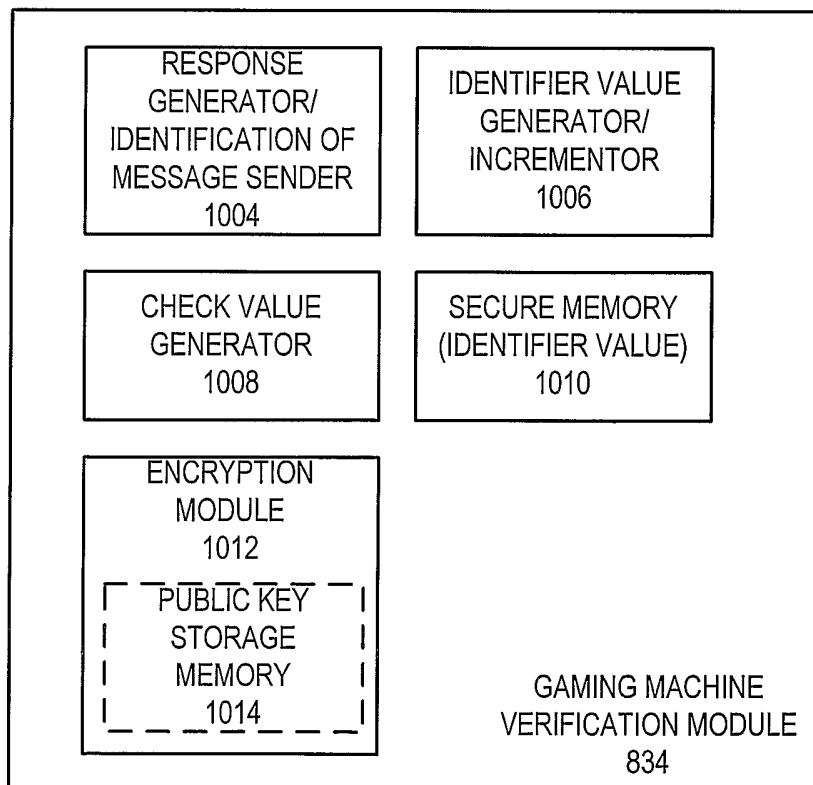 RESPONSE
GENERATOR/
IDENTIFICATION OF
MESSAGE SENDER
1004
IDENTIFIER VALUE
GENERATOR/
INCREMENTOR
1006
CHECK VALUE
GENERATOR
1008
SECURE MEMORY
(IDENTIFIER VALUE)
1010
ENCRYPTION
MODULE
1012
PUBLIC KEY
STORAGE
MEMORY
1014
GAMING MACHINE
VERIFICATION MODULE
834